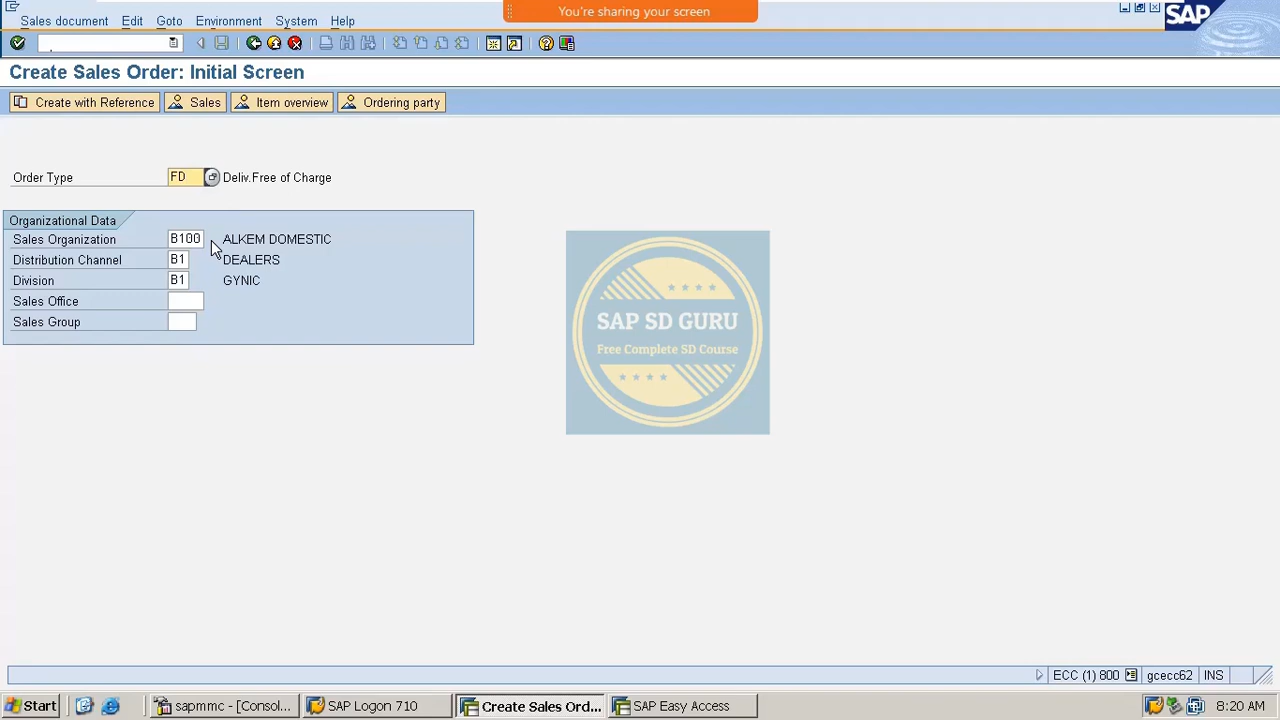 You're sharing your screen
Sales document Edit Goto Environment System Help
SAP
Create Sales Order: Initial Screen
Create with Reference Sales Item overview Ordering party
Order Type FD Deliv.Free of Charge
Organizational Data
Sales Organization B100 ALKEM DOMESTIC
Distribution Channel B1 DEALERS
Division B1 GYNIC
Sales Office
Sales Group
SAP SD GURU
Free Complete SD Course
ECC (1) 800 gcecc62 INS
Start sapmmc - [Consol... SAP Logon 710 Create Sales Ord... SAP Easy Access 8:20 AM